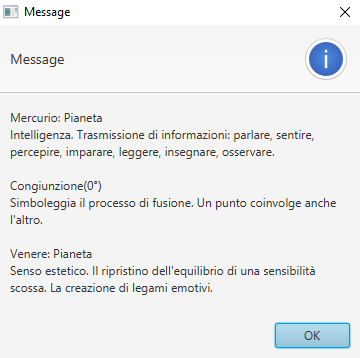 Message
Message
Mercurio: Pianeta
Intelligenza. Trasmissione di informazioni: parlare, sentire,
percepire, imparare, leggere, insegnare, osservare.
Congiunzione(0°)
Simboleggia il processo di fusione. Un punto coinvolge anche
l'altro.
Venere: Pianeta
Senso estetico. Il ripristino dell'equilibrio di una sensibilità
scossa. La creazione di legami emotivi.
OK